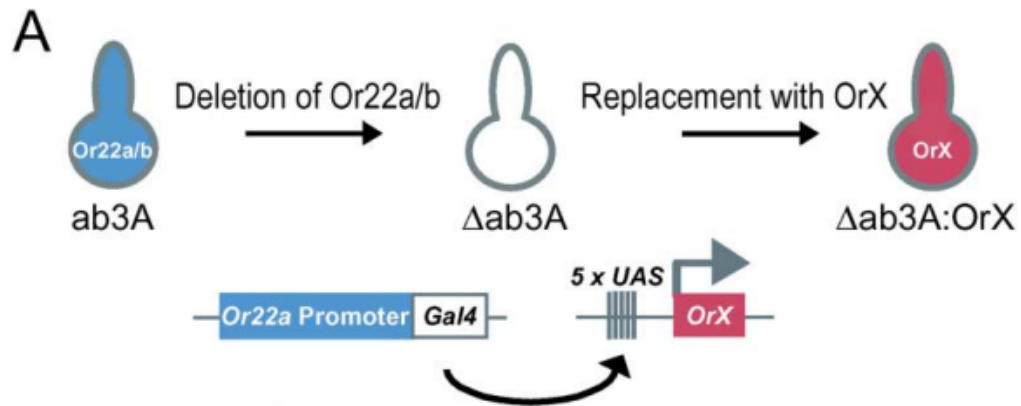 A
Deletion of Or22a/b
Replacement with OrX
Or22a/b
OrX
ab3A
Δab3A
Δab3A:OrX
5 x UAS
Or22a Promoter
Gal4
OrX